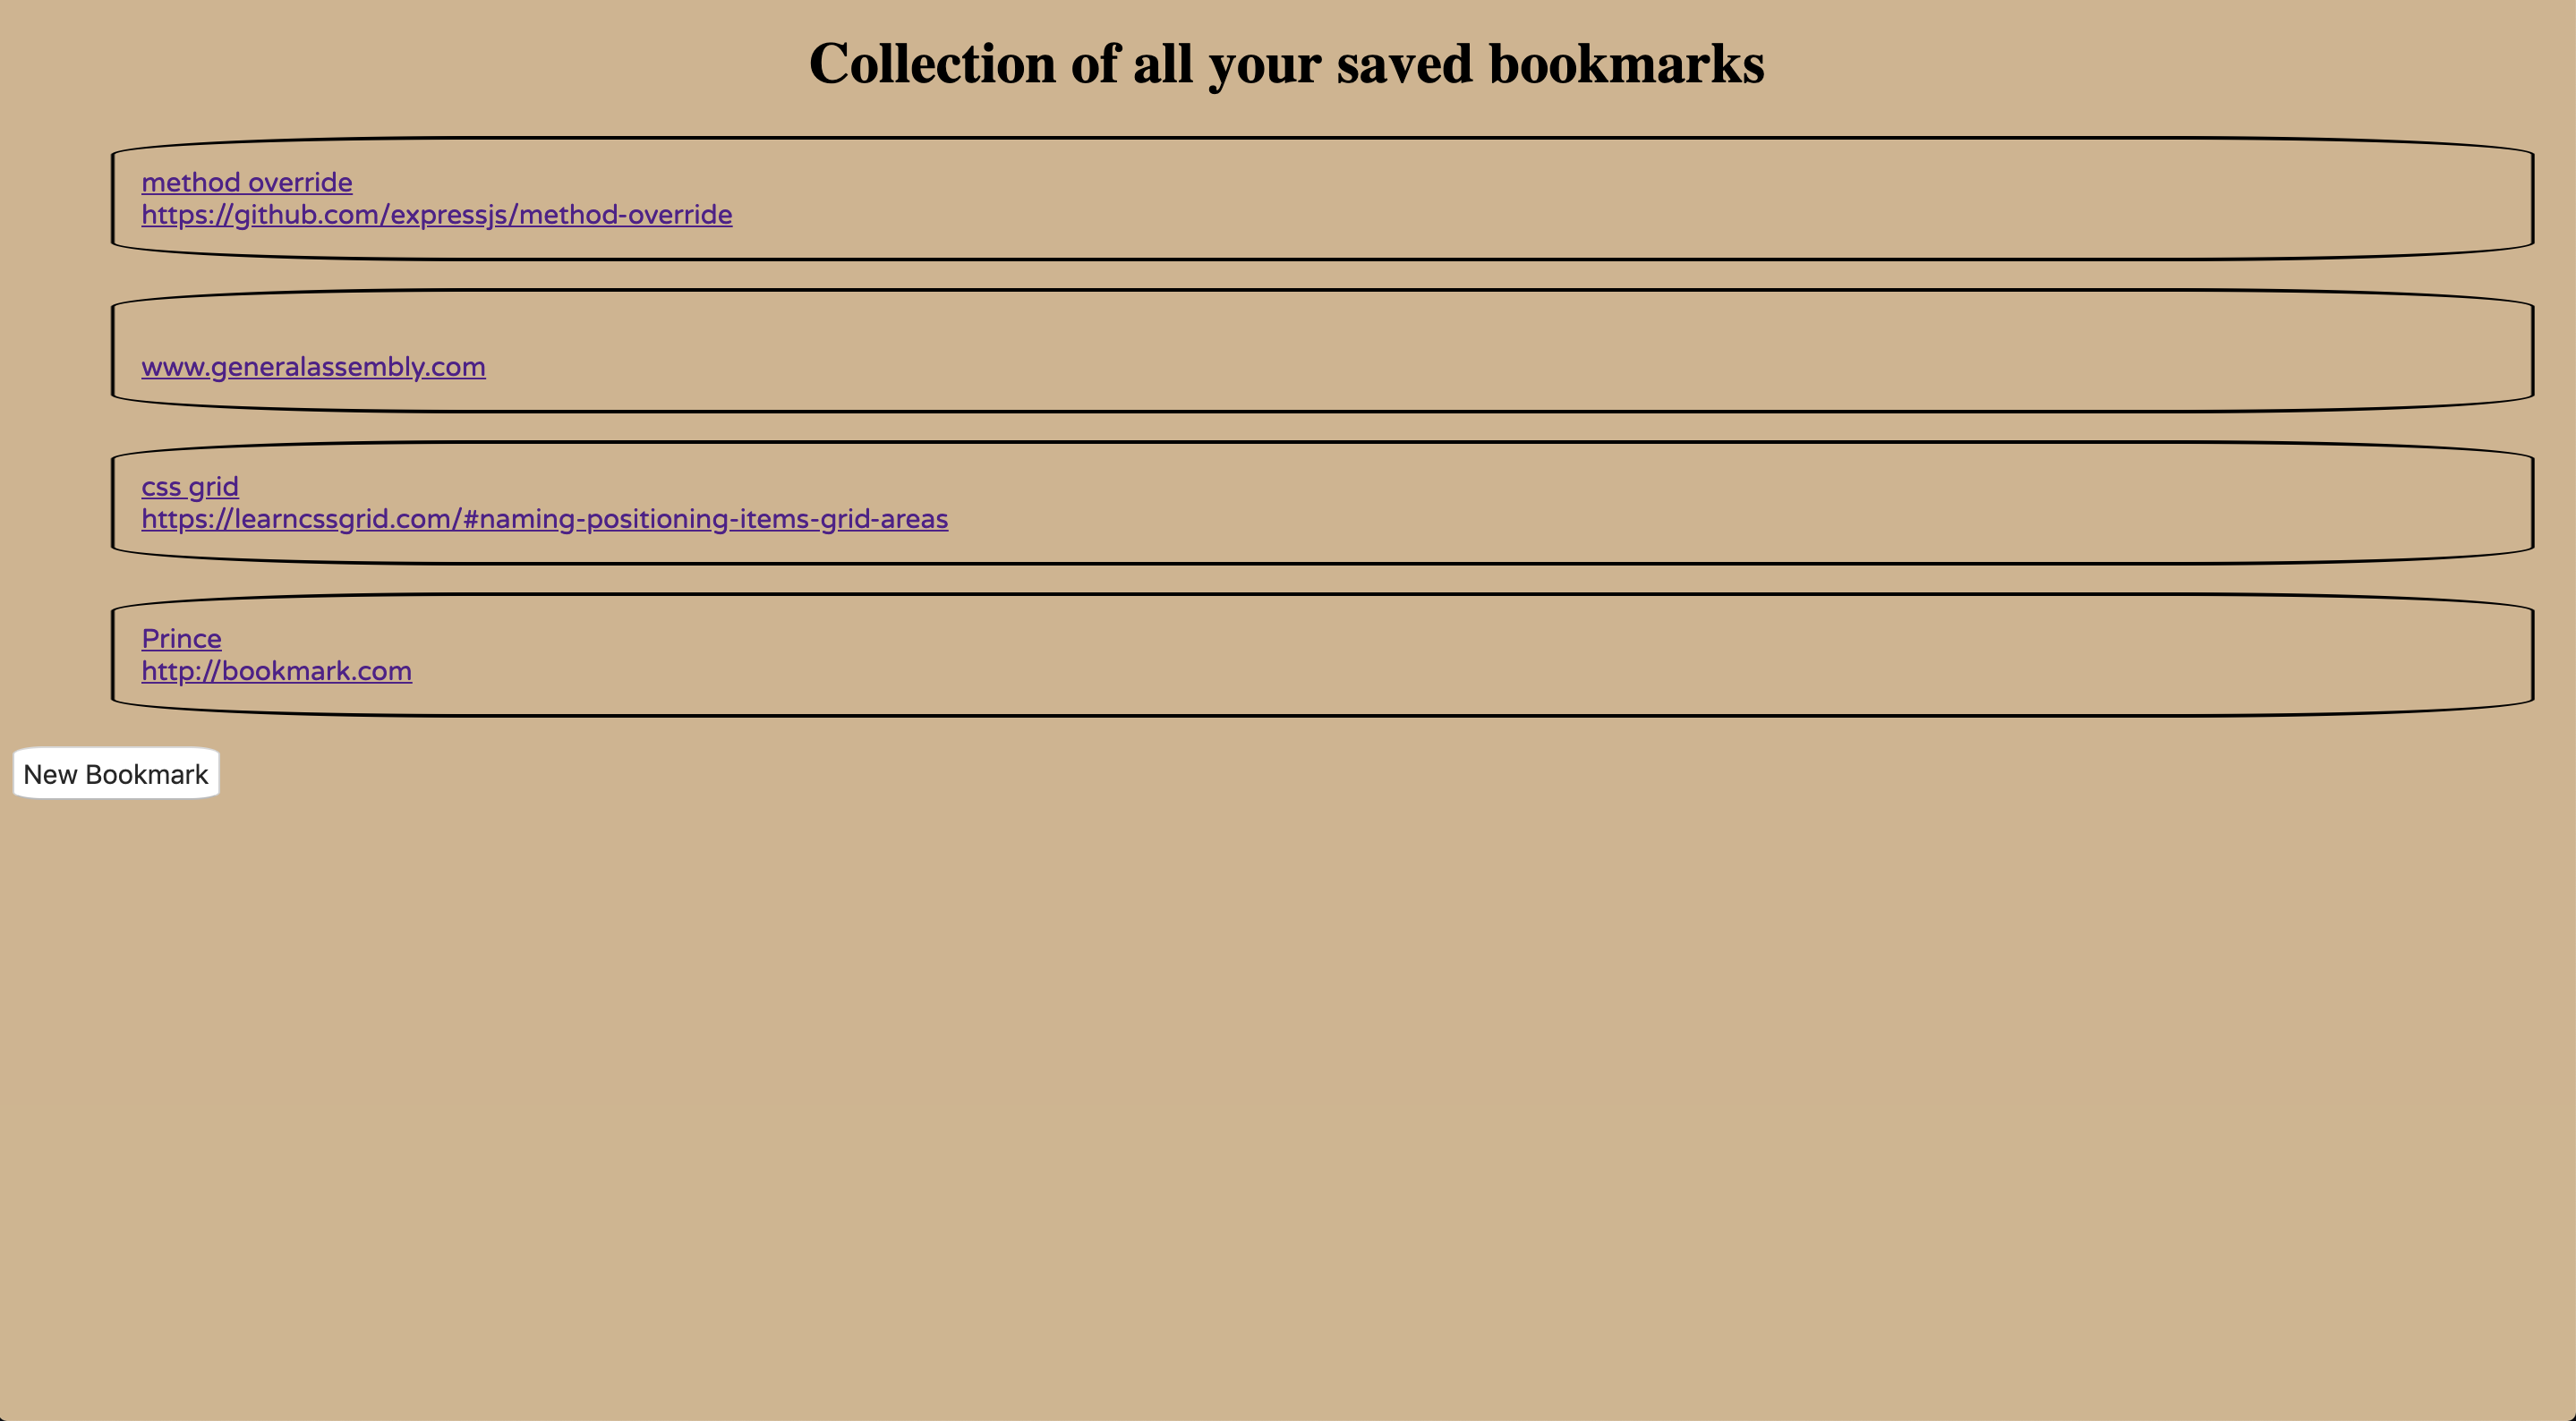 Collection of all your saved bookmarks
method override
https://github.com/expressjs/method-override
www.generalassembly.com
css grid
https://learncssgrid.com/#naming-positioning-items-grid-areas
Prince
http://bookmark.com
New Bookmark